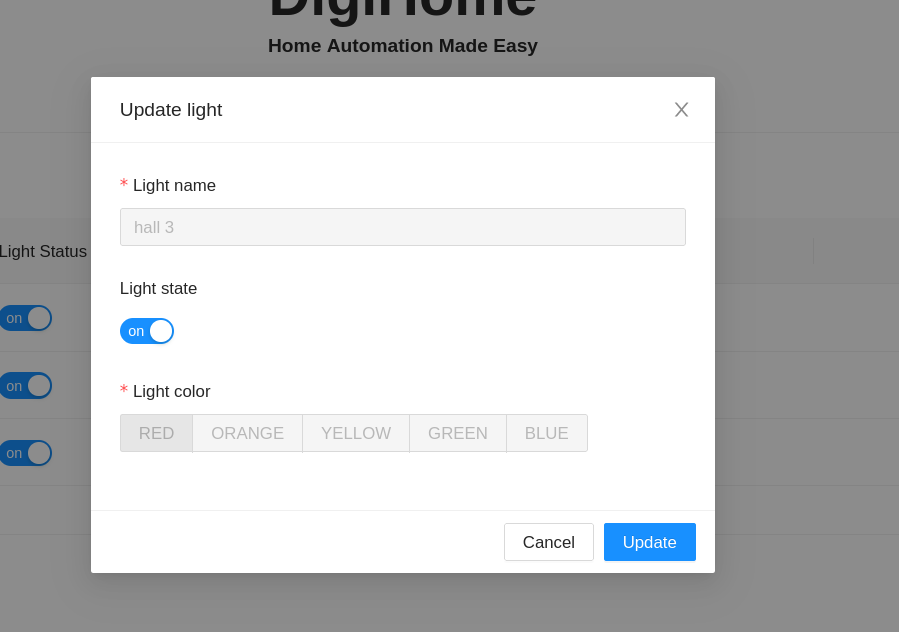 DigiHome
Home Automation Made Easy
Update light
* Light name
hall 3
Light Status
Light state
on
on
on
* Light color
RED ORANGE YELLOW GREEN BLUE
on
Cancel Update